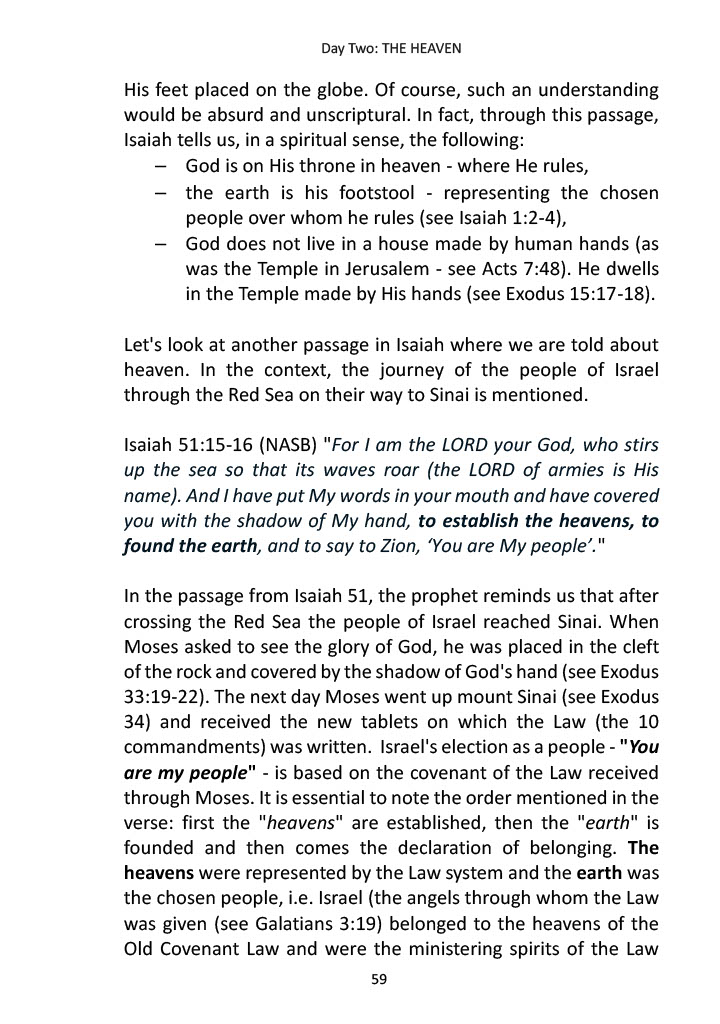 Day Two: THE HEAVEN
His feet placed on the globe. Of course, such an understanding
would be absurd and unscriptural. In fact, through this passage,
Isaiah tells us, in a spiritual sense, the following:
– God is on His throne in heaven - where He rules,
– the earth is his footstool - representing the chosen
people over whom he rules (see Isaiah 1:2-4),
– God does not live in a house made by human hands (as
was the Temple in Jerusalem - see Acts 7:48). He dwells
in the Temple made by His hands (see Exodus 15:17-18).
Let's look at another passage in Isaiah where we are told about
heaven. In the context, the journey of the people of Israel
through the Red Sea on their way to Sinai is mentioned.
Isaiah 51:15-16 (NASB) "For I am the LORD your God, who stirs
up the sea so that its waves roar (the LORD of armies is His
name). And I have put My words in your mouth and have covered
you with the shadow of My hand, to establish the heavens, to
found the earth, and to say to Zion, ‘You are My people’."
In the passage from Isaiah 51, the prophet reminds us that after
crossing the Red Sea the people of Israel reached Sinai. When
Moses asked to see the glory of God, he was placed in the cleft
of the rock and covered by the shadow of God's hand (see Exodus
33:19-22). The next day Moses went up mount Sinai (see Exodus
34) and received the new tablets on which the Law (the 10
commandments) was written. Israel's election as a people - "You
are my people" - is based on the covenant of the Law received
through Moses. It is essential to note the order mentioned in the
verse: first the "heavens" are established, then the "earth" is
founded and then comes the declaration of belonging. The
heavens were represented by the Law system and the earth was
the chosen people, i.e. Israel (the angels through whom the Law
was given (see Galatians 3:19) belonged to the heavens of the
Old Covenant Law and were the ministering spirits of the Law
59